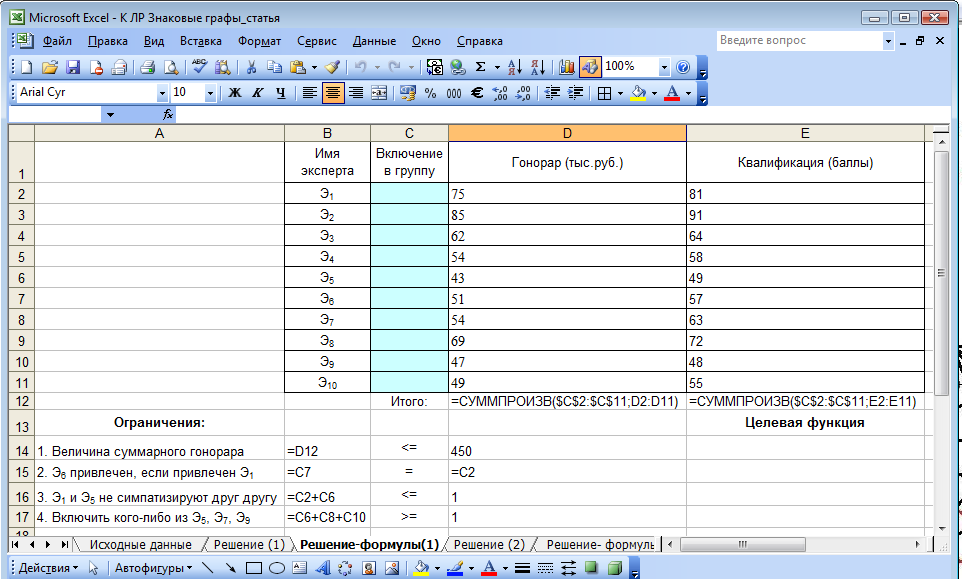 Microsoft Excel - К ЛР Знаковые графы_статья
Файл Правка Вид Вставка Формат Сервис Данные Окно Справка Введите вопрос
100%
Arial Cyr 10 Ж К Ч % 000 €
fx
A B C D E
1 Имя эксперта Включение в группу Гонорар (тыс.руб.) Квалификация (баллы)
2 Э1 75 81
3 Э2 85 91
4 Э3 62 64
5 Э4 54 58
6 Э5 43 49
7 Э6 51 57
8 Э7 54 63
9 Э8 69 72
10 Э9 47 48
11 Э10 49 55
12 Итого: =СУММПРОИЗВ($C$2:$C$11;D2:D11) =СУММПРОИЗВ($C$2:$C$11;E2:E11)
13 Ограничения: Целевая функция
14 1. Величина суммарного гонорара =D12 <= 450
15 2. Э6 привлечен, если привлечен Э1 =C7 = =C2
16 3. Э1 и Э5 не симпатизируют друг другу =C2+C6 <= 1
17 4. Включить кого-либо из Э5, Э7, Э9 =C6+C8+C10 >= 1
18
Исходные данные Решение (1) Решение-формулы(1) Решение (2) Решение- формулы
Действия Автофигуры